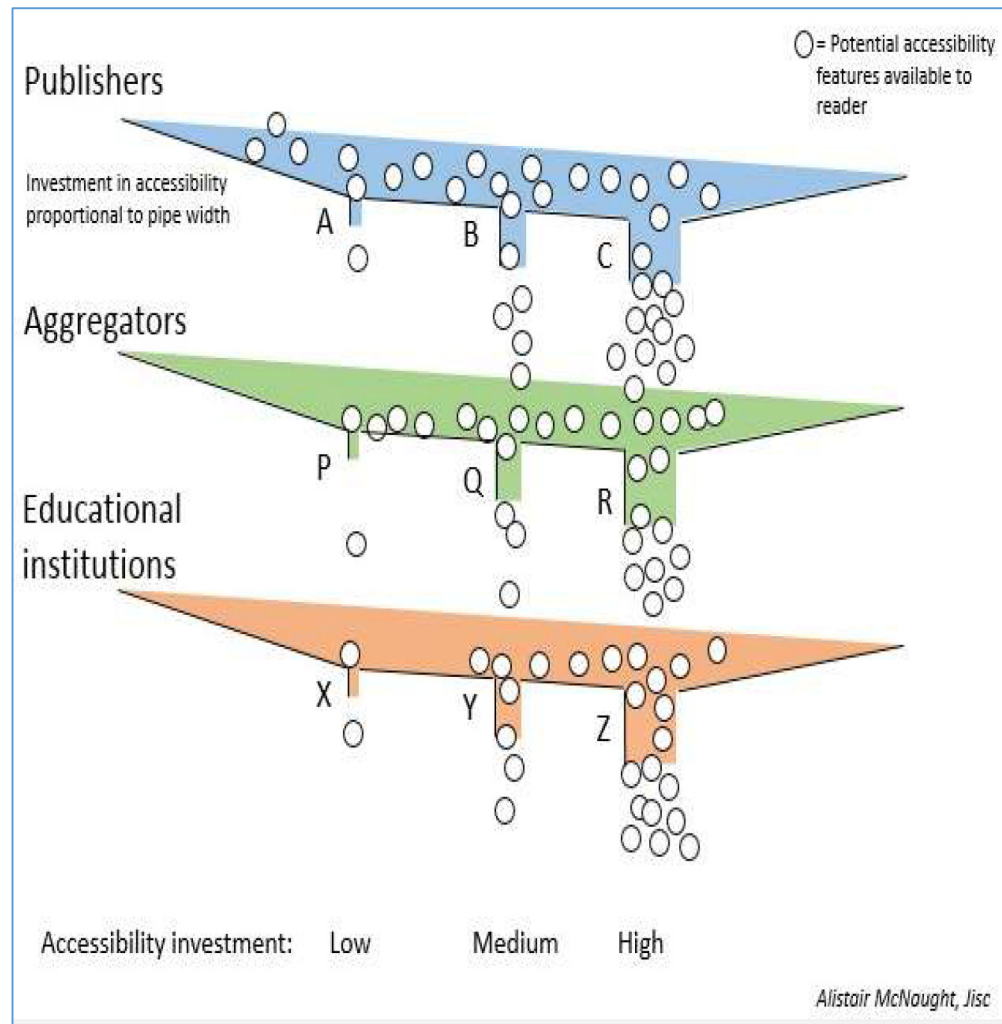 = Potential accessibility
features available to
reader
Publishers
Investment in accessibility
proportional to pipe width
A
B
C
Aggregators
P
Q
R
Educational
institutions
X
Y
Z
Accessibility investment: Low Medium High
Alistair McNaught, Jisc